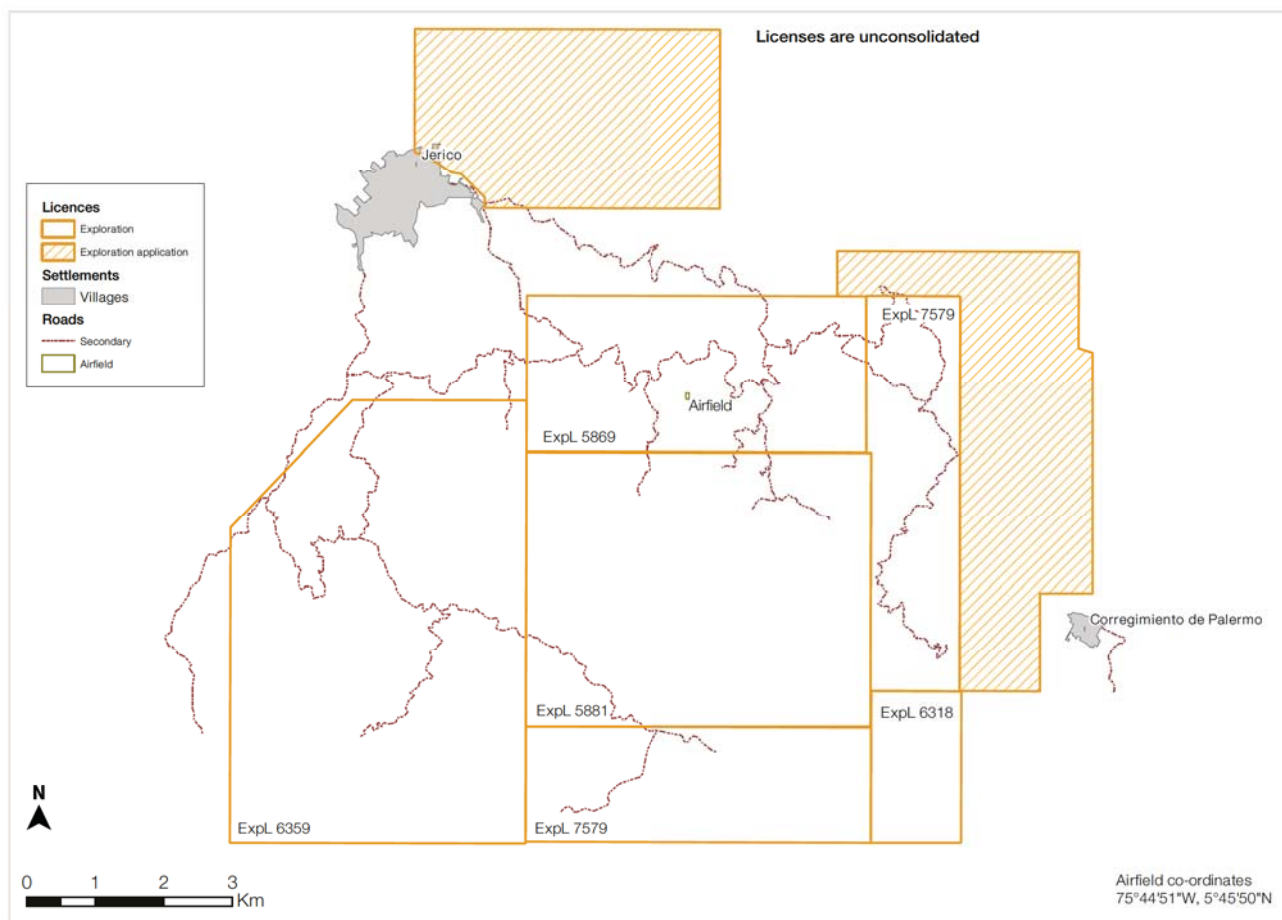 Licenses are unconsolidated
Jerico
Licences
Exploration
Exploration application
Settlements
Villages
Roads
Secondary
Airfield
ExpL 7579
Airfield
ExpL 5869
Corregimiento de Palermo
ExpL 5881
ExpL 6318
N
ExpL 6359
ExpL 7579
0 1 2 3
Km
Airfield co-ordinates
75°44'51"W, 5°45'50"N